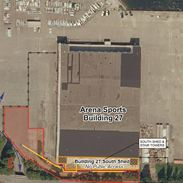 Arena Sports
Building 27
SOUTH SHED &
STAIR TOWERS
Building 27 South Shed
No Public Access